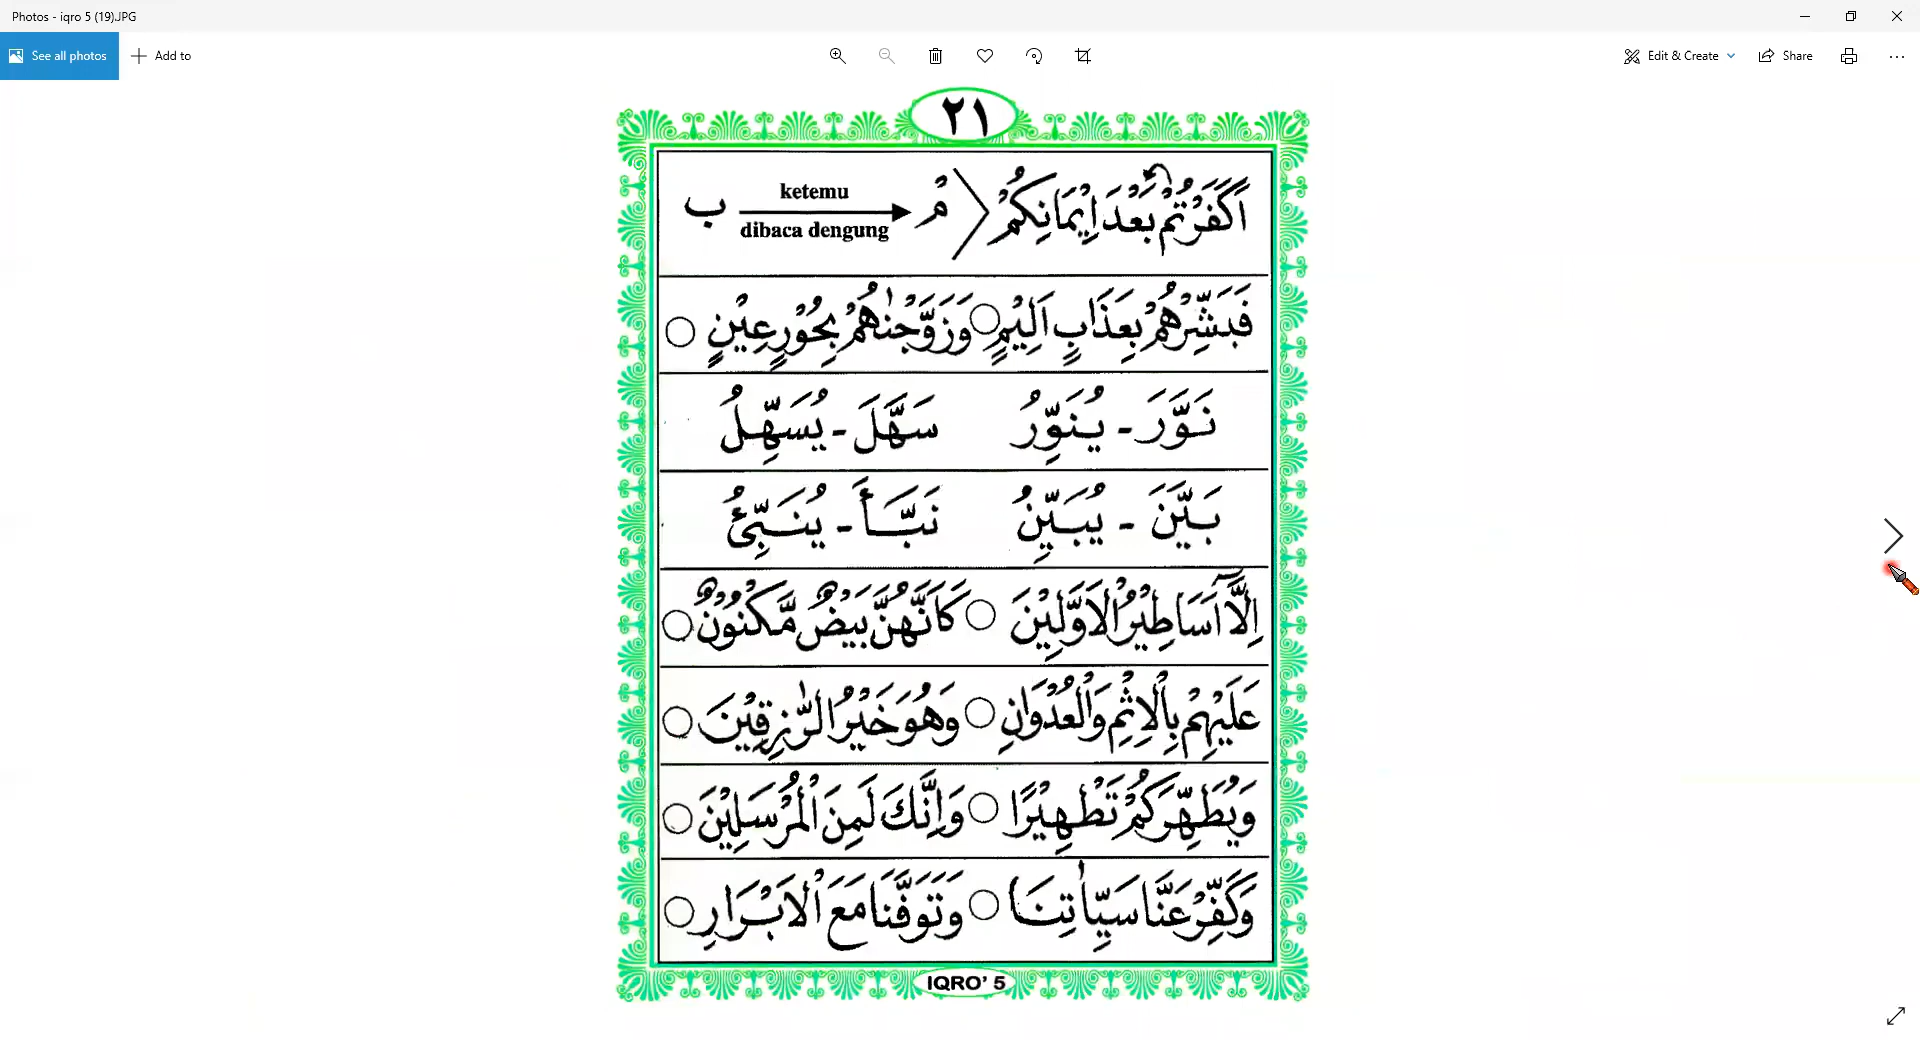 Photos - iqro 5 (19).JPG
See all photos
Add to
Edit & Create
Share
٢١
اَكَفَرْتُمْ بَعْدَ اِيْمَانِكُمْ
مْ ketemu ب
dibaca dengung
فَبَشِّرْهُمْ بِعَذَابٍ اَلِيْمٍ ○ وَزَوَّجْنٰهُمْ بِحُوْرٍ عِيْنٍ ○
نَوَّرَ - يُنَوِّرُ سَهَّلَ - يُسَهِّلُ
بَيَّنَ - يُبَيِّنُ نَبَّأَ - يُنَبِّئُ
اِلَّآ اَسَاطِيْرُ الْاَوَّلِيْنَ ○ كَاَنَّهُنَّ بَيْضٌ مَّكْنُوْنٌ ○
عَلَيْهِمْ بِالْاِثْمِ وَالْعُدْوَانِ ○ وَهُوَ خَيْرُ الرّٰزِقِيْنَ ○
وَيُطَهِّرَكُمْ تَطْهِيْرًا ○ وَاِنَّكَ لَمِنَ الْمُرْسَلِيْنَ ○
وَكَفِّرْ عَنَّا سَيِّاٰتِنَا ○ وَتَوَفَّنَا مَعَ الْاَبْرَارِ ○
IQRO' 5